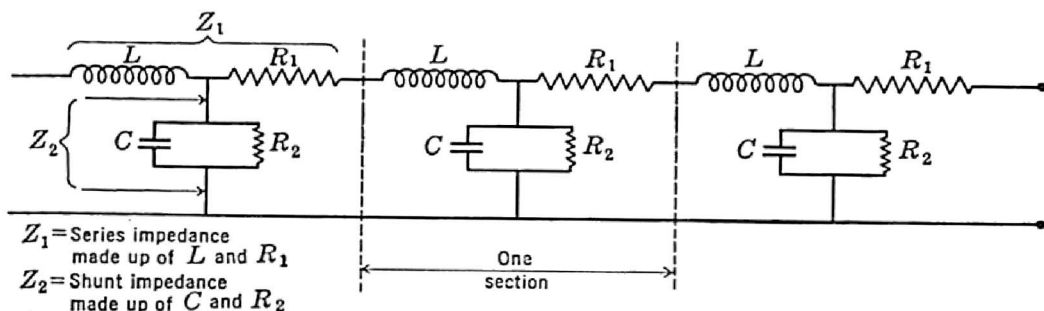 Z₁
L R₁ L R₁ L R₁
Z₂ C R₂ C R₂ C R₂
Z₁=Series impedance
made up of L and R₁
Z₂=Shunt impedance
made up of C and R₂
One
section